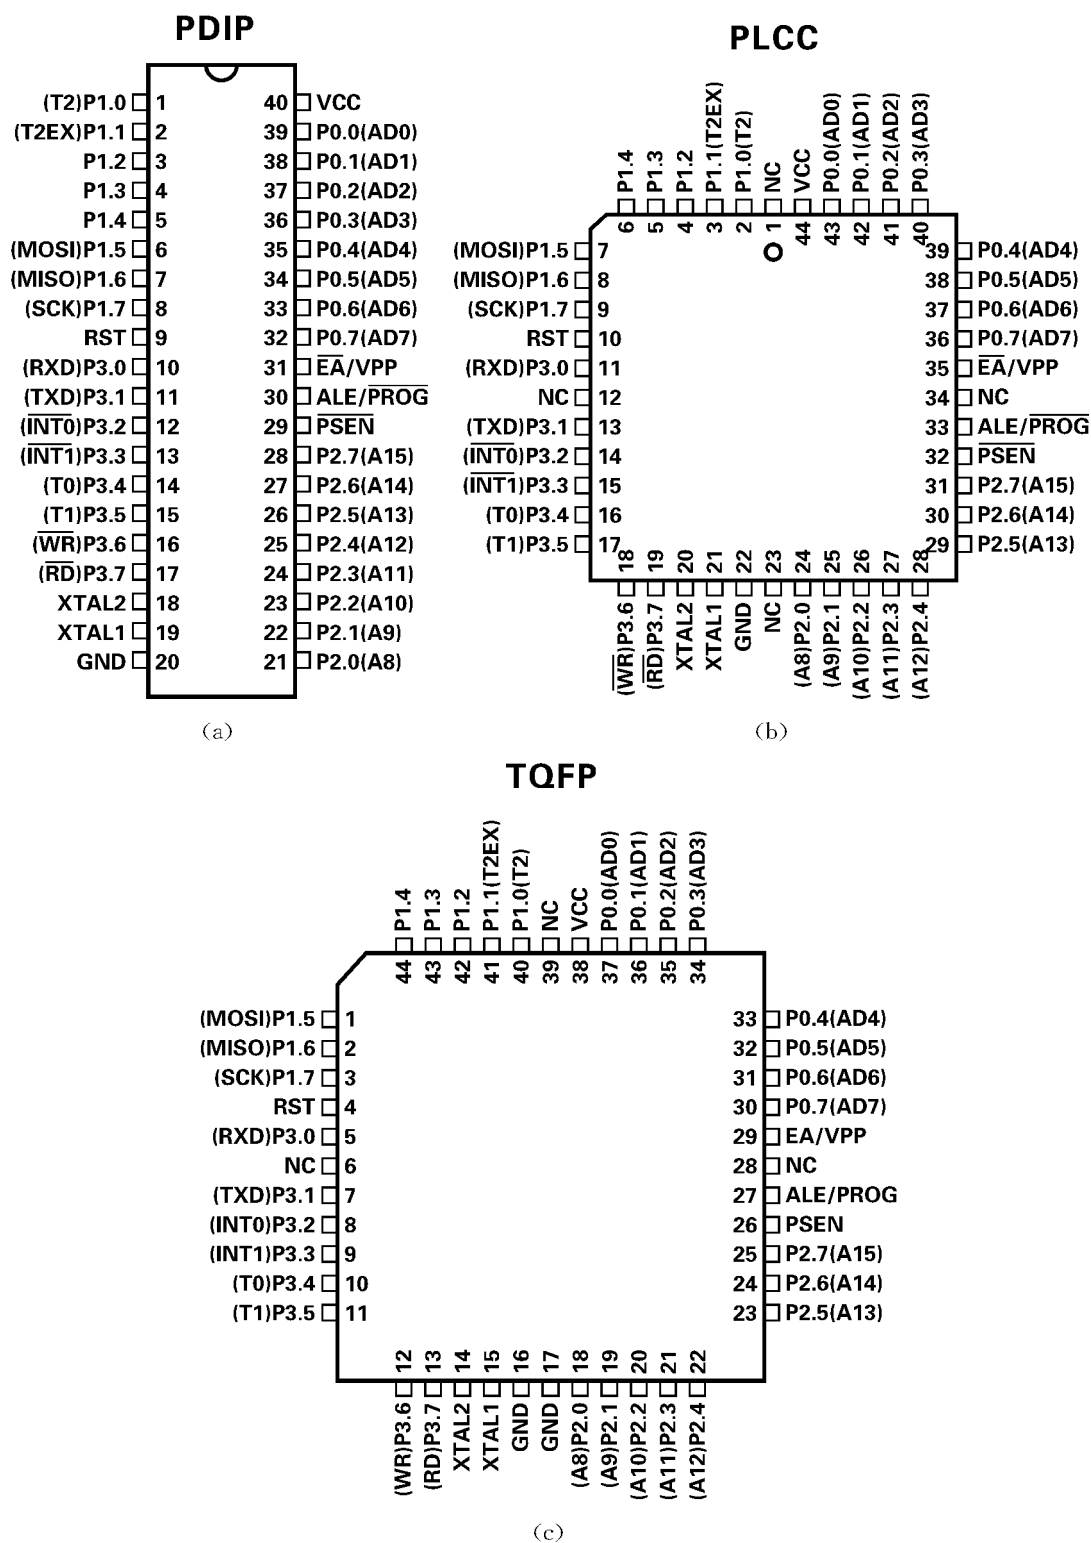 PDIP
(T2)P1.0 1 40 VCC
(T2EX)P1.1 2 39 P0.0(AD0)
P1.2 3 38 P0.1(AD1)
P1.3 4 37 P0.2(AD2)
P1.4 5 36 P0.3(AD3)
(MOSI)P1.5 6 35 P0.4(AD4)
(MISO)P1.6 7 34 P0.5(AD5)
(SCK)P1.7 8 33 P0.6(AD6)
RST 9 32 P0.7(AD7)
(RXD)P3.0 10 31 E̅A̅/VPP
(TXD)P3.1 11 30 ALE/P̅R̅O̅G̅
(I̅N̅T̅0̅)P3.2 12 29 P̅S̅E̅N̅
(I̅N̅T̅1̅)P3.3 13 28 P2.7(A15)
(T0)P3.4 14 27 P2.6(A14)
(T1)P3.5 15 26 P2.5(A13)
(W̅R̅)P3.6 16 25 P2.4(A12)
(R̅D̅)P3.7 17 24 P2.3(A11)
XTAL2 18 23 P2.2(A10)
XTAL1 19 22 P2.1(A9)
GND 20 21 P2.0(A8)
(a)
PLCC
P1.4 P1.3 P1.2 P1.1(T2EX) P1.0(T2) NC VCC P0.0(AD0) P0.1(AD1) P0.2(AD2) P0.3(AD3)
6 5 4 3 2 1 44 43 42 41 40
(MOSI)P1.5 7 39 P0.4(AD4)
(MISO)P1.6 8 38 P0.5(AD5)
(SCK)P1.7 9 37 P0.6(AD6)
RST 10 36 P0.7(AD7)
(RXD)P3.0 11 35 E̅A̅/VPP
NC 12 34 NC
(TXD)P3.1 13 33 ALE/P̅R̅O̅G̅
(I̅N̅T̅0̅)P3.2 14 32 P̅S̅E̅N̅
(I̅N̅T̅1̅)P3.3 15 31 P2.7(A15)
(T0)P3.4 16 30 P2.6(A14)
(T1)P3.5 17 29 P2.5(A13)
18 19 20 21 22 23 24 25 26 27 28
(W̅R̅)P3.6 (R̅D̅)P3.7 XTAL2 XTAL1 GND NC (A8)P2.0 (A9)P2.1 (A10)P2.2 (A11)P2.3 (A12)P2.4
(b)
TQFP
P1.4 P1.3 P1.2 P1.1(T2EX) P1.0(T2) NC VCC P0.0(AD0) P0.1(AD1) P0.2(AD2) P0.3(AD3)
44 43 42 41 40 39 38 37 36 35 34
(MOSI)P1.5 1 33 P0.4(AD4)
(MISO)P1.6 2 32 P0.5(AD5)
(SCK)P1.7 3 31 P0.6(AD6)
RST 4 30 P0.7(AD7)
(RXD)P3.0 5 29 EA/VPP
NC 6 28 NC
(TXD)P3.1 7 27 ALE/PROG
(INT0)P3.2 8 26 PSEN
(INT1)P3.3 9 25 P2.7(A15)
(T0)P3.4 10 24 P2.6(A14)
(T1)P3.5 11 23 P2.5(A13)
12 13 14 15 16 17 18 19 20 21 22
(WR)P3.6 (RD)P3.7 XTAL2 XTAL1 GND GND (A8)P2.0 (A9)P2.1 (A10)P2.2 (A11)P2.3 (A12)P2.4
(c)